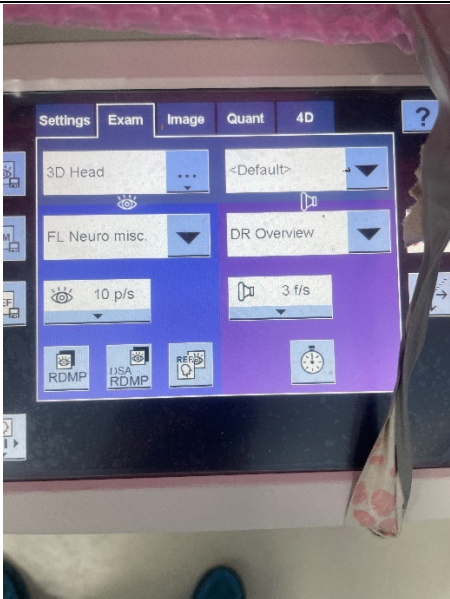 Settings Exam Image Quant 4D ?
3D Head ... <Default>
FL Neuro misc. DR Overview
10 p/s 3 f/s
RDMP DSA RDMP REF